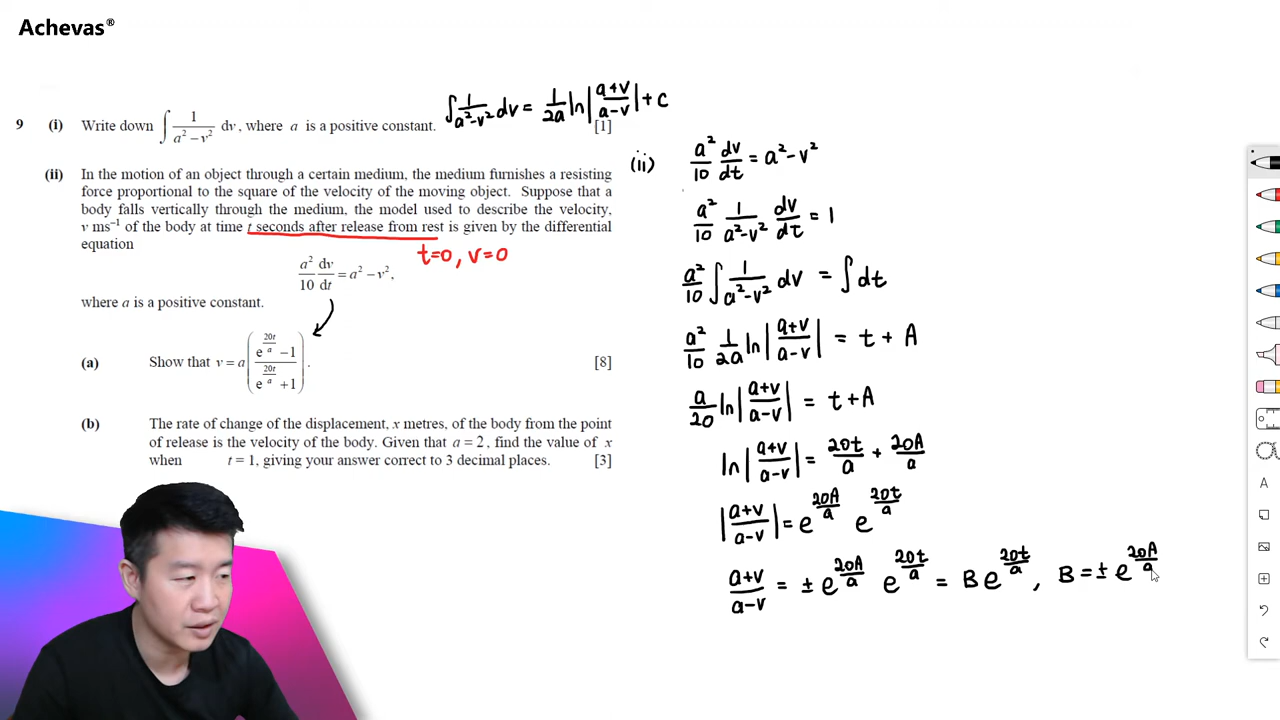 Achevas®
9 (i) Write down ∫ 1/(a² − v²) dv, where a is a positive constant. [1]
∫ 1/(a²−v²) dv = 1/2a ln|(a+v)/(a−v)| + c
(ii) In the motion of an object through a certain medium, the medium furnishes a resisting
force proportional to the square of the velocity of the moving object. Suppose that a
body falls vertically through the medium, the model used to describe the velocity,
v ms⁻¹ of the body at time t seconds after release from rest is given by the differential
equation
t=0, v=0
a²/10 dv/dt = a² − v²,
where a is a positive constant.
(a) Show that v = a((e^(20t/a) − 1)/(e^(20t/a) + 1)). [8]
(b) The rate of change of the displacement, x metres, of the body from the point
of release is the velocity of the body. Given that a = 2, find the value of x
when t = 1, giving your answer correct to 3 decimal places. [3]
(ii) a²/10 dv/dt = a² − v²
a²/10 1/(a²−v²) dv/dt = 1
a²/10 ∫ 1/(a²−v²) dv = ∫ dt
a²/10 1/2a ln|(a+v)/(a−v)| = t + A
a/20 ln|(a+v)/(a−v)| = t + A
ln|(a+v)/(a−v)| = 20t/a + 20A/a
|(a+v)/(a−v)| = e^(20A/a) e^(20t/a)
(a+v)/(a−v) = ± e^(20A/a) e^(20t/a) = B e^(20t/a), B = ± e^(20A/a)
A